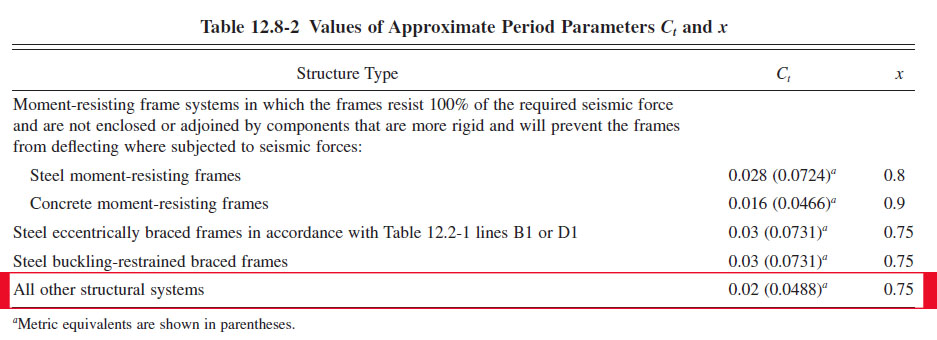 Table 12.8-2 Values of Approximate Period Parameters Cₜ and x
Structure Type Cₜ x
Moment-resisting frame systems in which the frames resist 100% of the required seismic force
and are not enclosed or adjoined by components that are more rigid and will prevent the frames
from deflecting where subjected to seismic forces:
Steel moment-resisting frames 0.028 (0.0724)ᵃ 0.8
Concrete moment-resisting frames 0.016 (0.0466)ᵃ 0.9
Steel eccentrically braced frames in accordance with Table 12.2-1 lines B1 or D1 0.03 (0.0731)ᵃ 0.75
Steel buckling-restrained braced frames 0.03 (0.0731)ᵃ 0.75
All other structural systems 0.02 (0.0488)ᵃ 0.75
ᵃMetric equivalents are shown in parentheses.